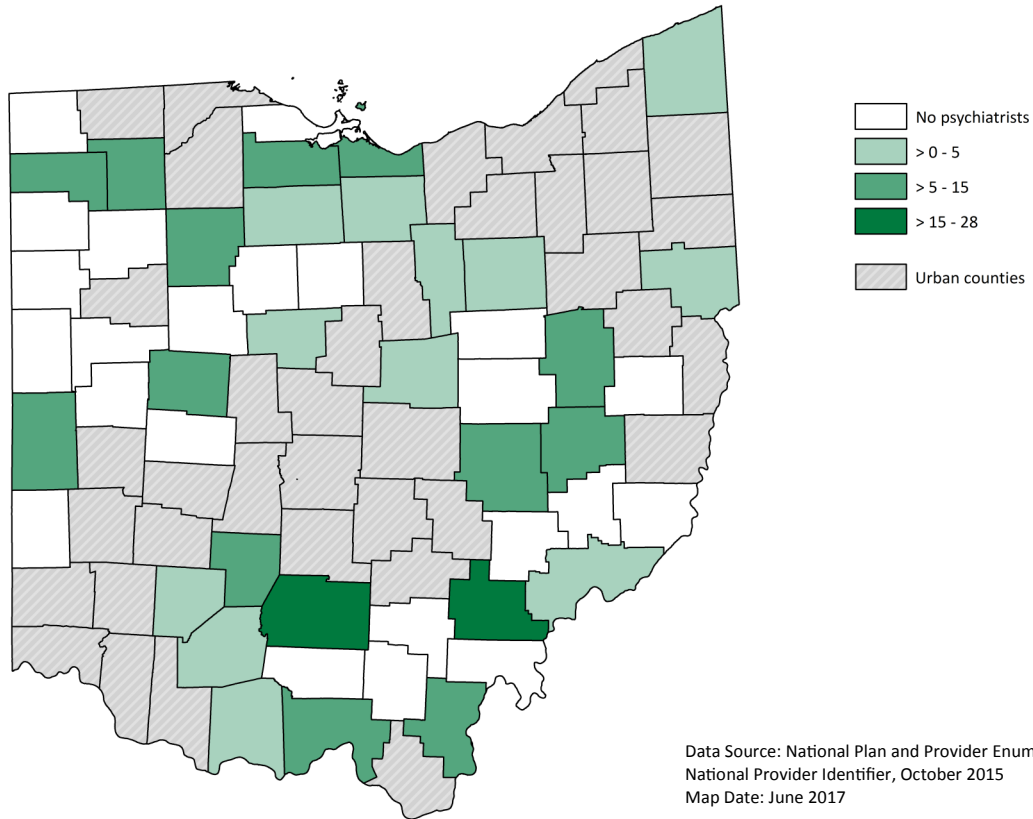 No psychiatrists
> 0 - 5
> 5 - 15
> 15 - 28
Urban counties
Data Source: National Plan and Provider Enum
National Provider Identifier, October 2015
Map Date: June 2017